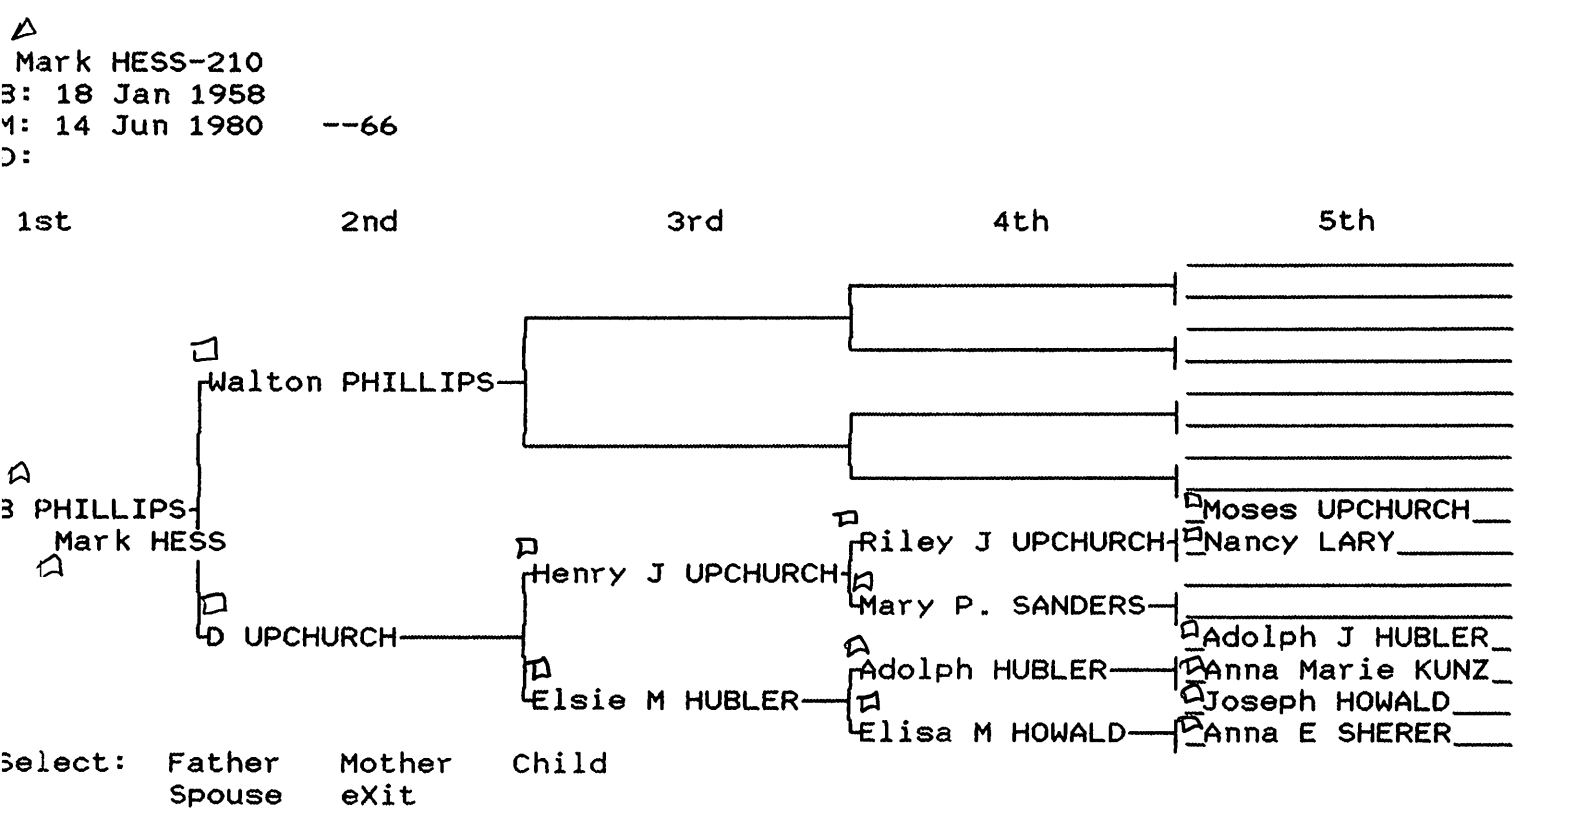 Mark HESS-210
B: 18 Jan 1958
M: 14 Jun 1980 --66
D:
1st 2nd 3rd 4th 5th
Walton PHILLIPS
B PHILLIPS
Moses UPCHURCH
Mark HESS
Riley J UPCHURCH
Nancy LARY
Henry J UPCHURCH
Mary P. SANDERS
D UPCHURCH
Adolph J HUBLER
Adolph HUBLER
Anna Marie KUNZ
Elsie M HUBLER
Joseph HOWALD
Elisa M HOWALD
Anna E SHERER
Select: Father Mother Child
Spouse eXit